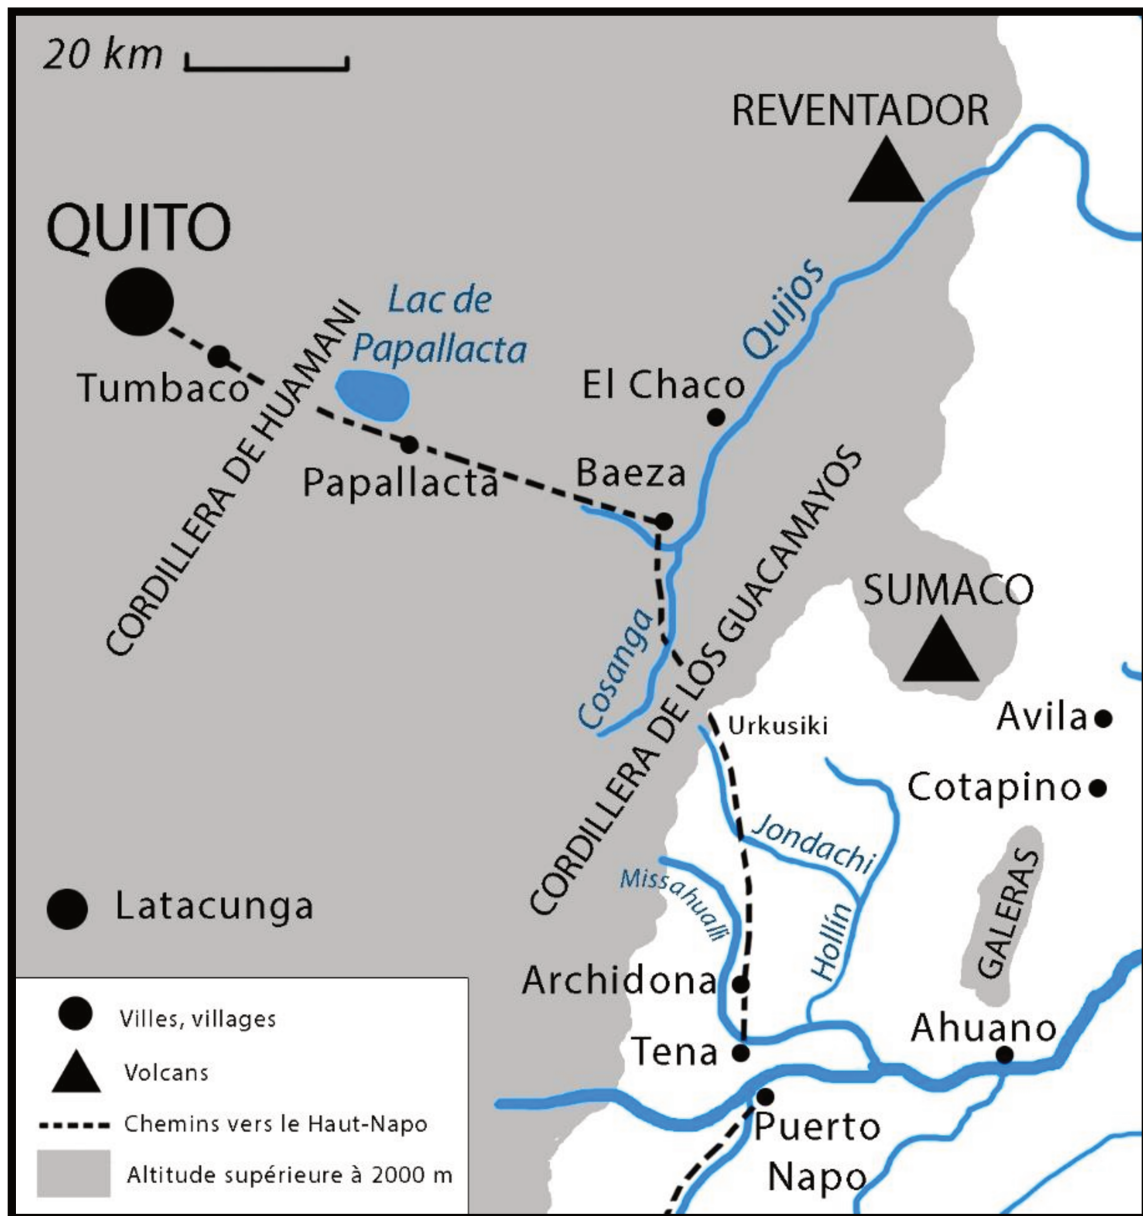 20 km
REVENTADOR
QUITO
Lac de
Papallacta
Quijos
Tumbaco
CORDILLERA DE HUAMANI
El Chaco
Papallacta
Baeza
CORDILLERA DE LOS GUACAMAYOS
SUMACO
Cosanga
Urkusiki
Avila
Cotapino
Jondachi
Missahualli
Latacunga
Hollín
GALERAS
Archidona
Ahuano
Tena
Puerto
Napo
Villes, villages
Volcans
Chemins vers le Haut-Napo
Altitude supérieure à 2000 m